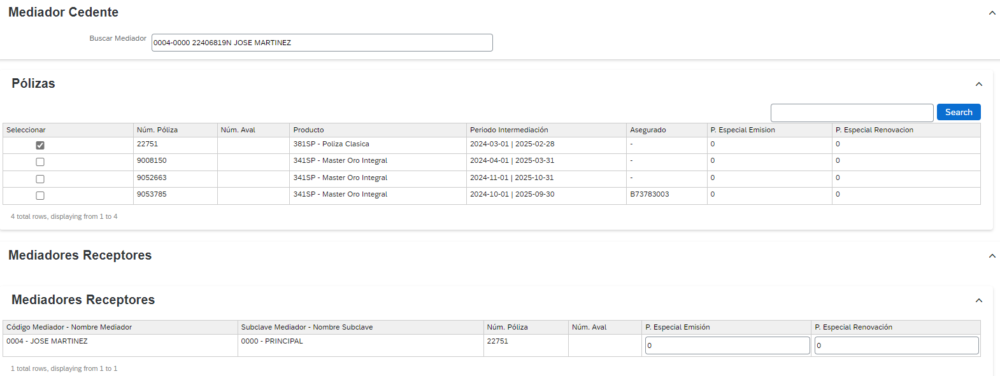 Mediador Cedente
Buscar Mediador 0004-0000 22406819N JOSE MARTINEZ
Pólizas
Search
Seleccionar Núm. Póliza Núm. Aval Producto Periodo Intermediación Asegurado P. Especial Emision P. Especial Renovacion
22751 381SP - Poliza Clasica 2024-03-01 | 2025-02-28 - 0 0
9008150 341SP - Master Oro Integral 2024-04-01 | 2025-03-31 - 0 0
9052663 341SP - Master Oro Integral 2024-11-01 | 2025-10-31 - 0 0
9053785 341SP - Master Oro Integral 2024-10-01 | 2025-09-30 B73783003 0 0
4 total rows, displaying from 1 to 4
Mediadores Receptores
Mediadores Receptores
Código Mediador - Nombre Mediador Subclave Mediador - Nombre Subclave Núm. Póliza Núm. Aval P. Especial Emisión P. Especial Renovación
0004 - JOSE MARTINEZ 0000 - PRINCIPAL 22751 0 0
1 total rows, displaying from 1 to 1